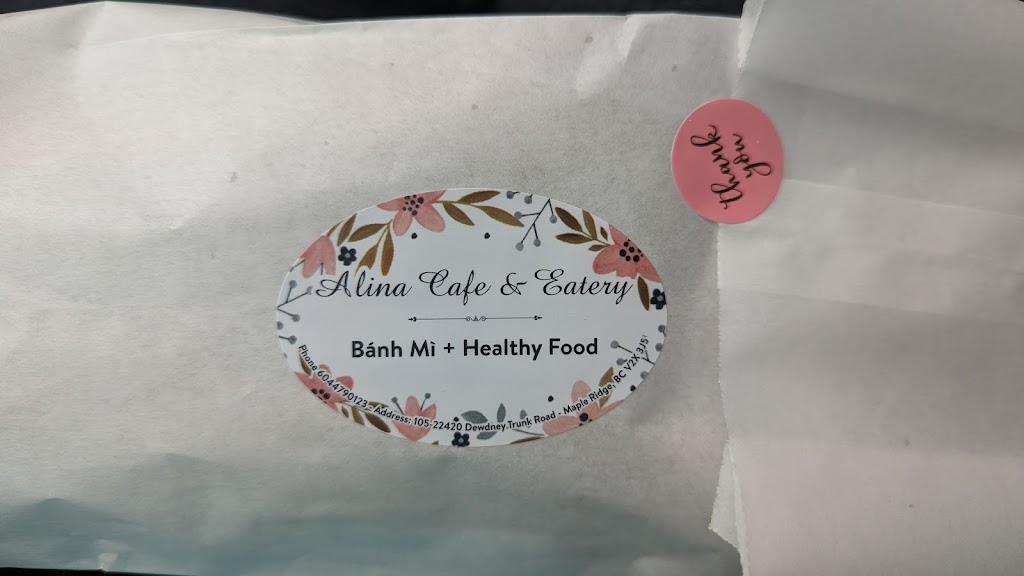 Alina Cafe & Eatery
Bánh Mì + Healthy Food
Phone 6044790123 - Address: 105-22420 Dewdney Trunk Road - Maple Ridge, BC V2X 3J5
thank
you